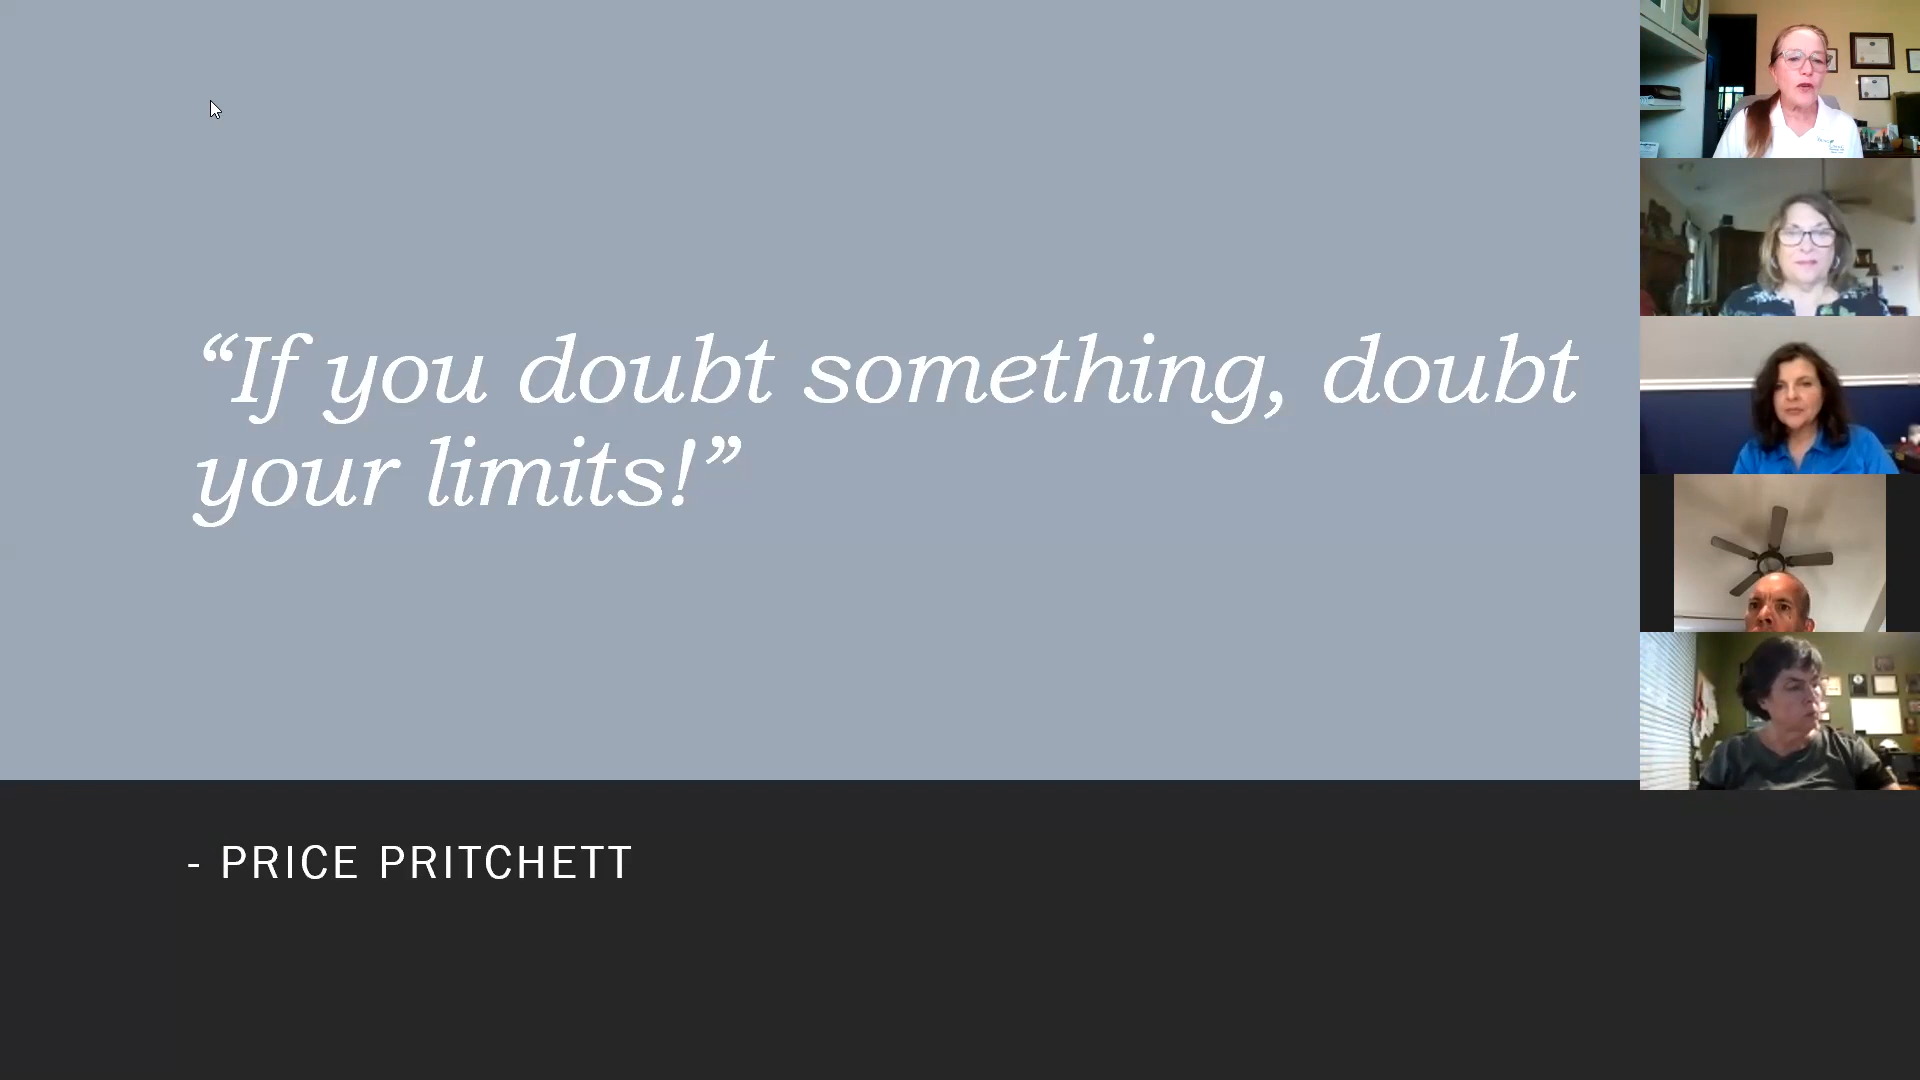 “If you doubt something, doubt
your limits!”
- PRICE PRITCHETT